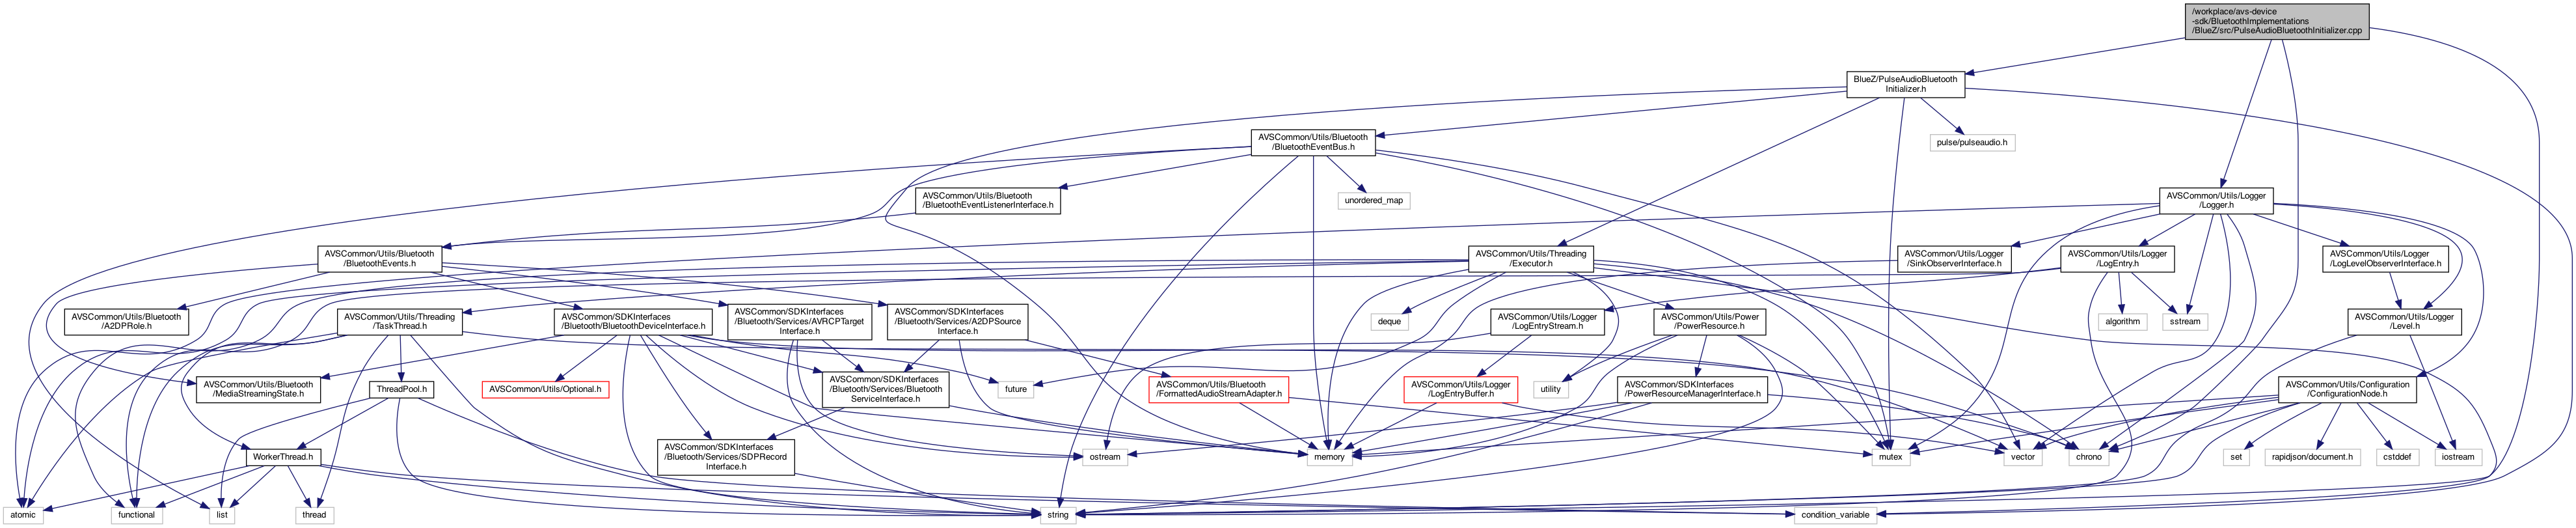 /workplace/avs-device
-sdk/BluetoothImplementations
/BlueZ/src/PulseAudioBluetoothInitializer.cpp
BlueZ/PulseAudioBluetooth
Initializer.h
AVSCommon/Utils/Bluetooth
/BluetoothEventBus.h
pulse/pulseaudio.h
AVSCommon/Utils/Bluetooth
/BluetoothEventListenerInterface.h
unordered_map
AVSCommon/Utils/Logger
/Logger.h
AVSCommon/Utils/Bluetooth
/BluetoothEvents.h
AVSCommon/Utils/Threading
/Executor.h
AVSCommon/Utils/Logger
/SinkObserverInterface.h
AVSCommon/Utils/Logger
/LogEntry.h
AVSCommon/Utils/Logger
/LogLevelObserverInterface.h
AVSCommon/Utils/Bluetooth
/A2DPRole.h
AVSCommon/Utils/Threading
/TaskThread.h
AVSCommon/SDKInterfaces
/Bluetooth/BluetoothDeviceInterface.h
AVSCommon/SDKInterfaces
/Bluetooth/Services/AVRCPTarget
Interface.h
AVSCommon/SDKInterfaces
/Bluetooth/Services/A2DPSource
Interface.h
deque
AVSCommon/Utils/Logger
/LogEntryStream.h
AVSCommon/Utils/Power
/PowerResource.h
algorithm
sstream
AVSCommon/Utils/Logger
/Level.h
AVSCommon/Utils/Bluetooth
/MediaStreamingState.h
ThreadPool.h
AVSCommon/Utils/Optional.h
AVSCommon/SDKInterfaces
/Bluetooth/Services/Bluetooth
ServiceInterface.h
future
AVSCommon/Utils/Bluetooth
/FormattedAudioStreamAdapter.h
AVSCommon/Utils/Logger
/LogEntryBuffer.h
utility
AVSCommon/SDKInterfaces
/PowerResourceManagerInterface.h
AVSCommon/Utils/Configuration
/ConfigurationNode.h
WorkerThread.h
AVSCommon/SDKInterfaces
/Bluetooth/Services/SDPRecord
Interface.h
ostream
memory
mutex
vector
chrono
set
rapidjson/document.h
cstddef
iostream
atomic
functional
list
thread
string
condition_variable